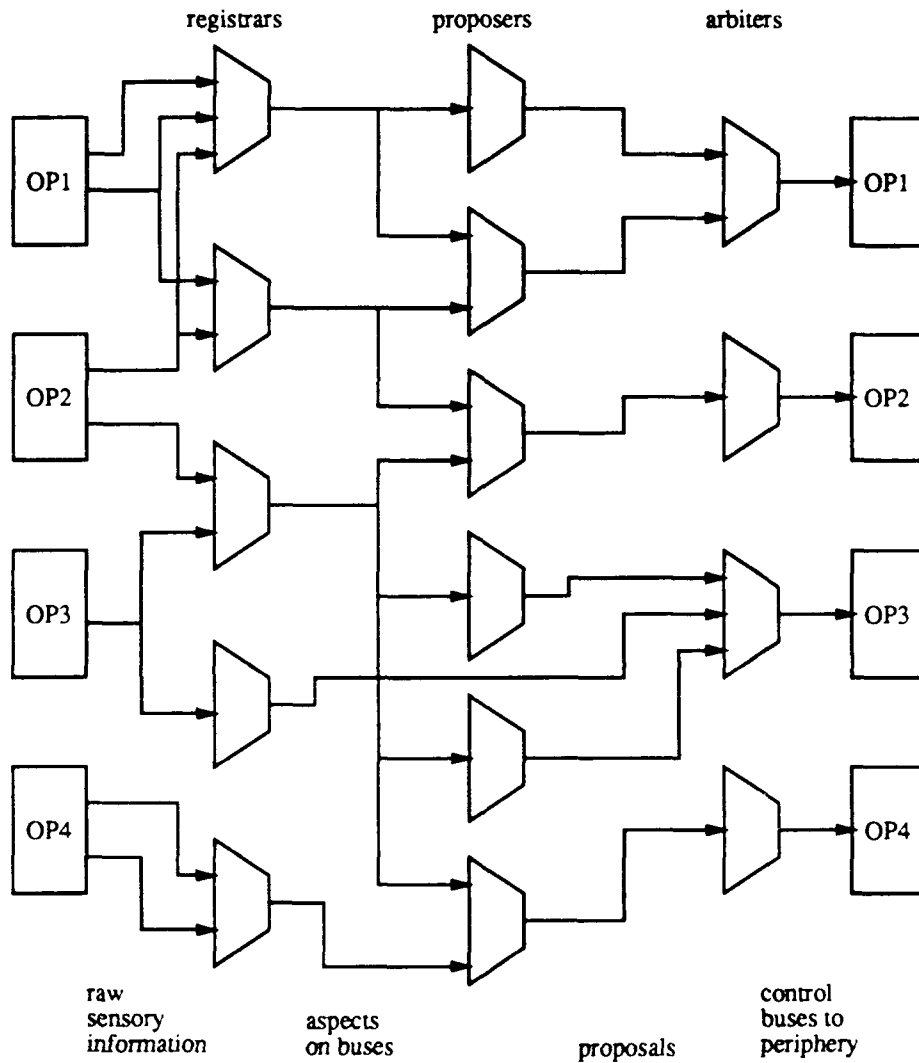 registrars
proposers
arbiters
OP1
OP1
OP2
OP2
OP3
OP3
OP4
OP4
raw
sensory
information
aspects
on buses
proposals
control
buses to
periphery